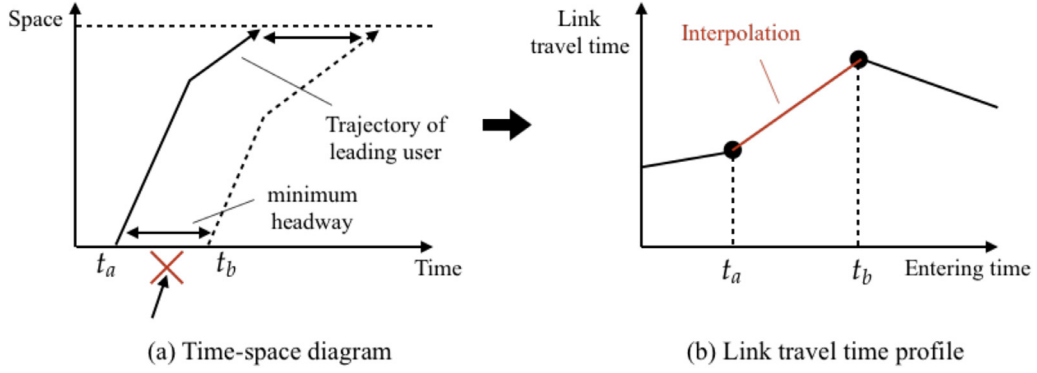 Space
Trajectory of
leading user
minimum
headway
t_a
t_b
Time
(a) Time-space diagram
Link
travel time
Interpolation
t_a
t_b
Entering time
(b) Link travel time profile